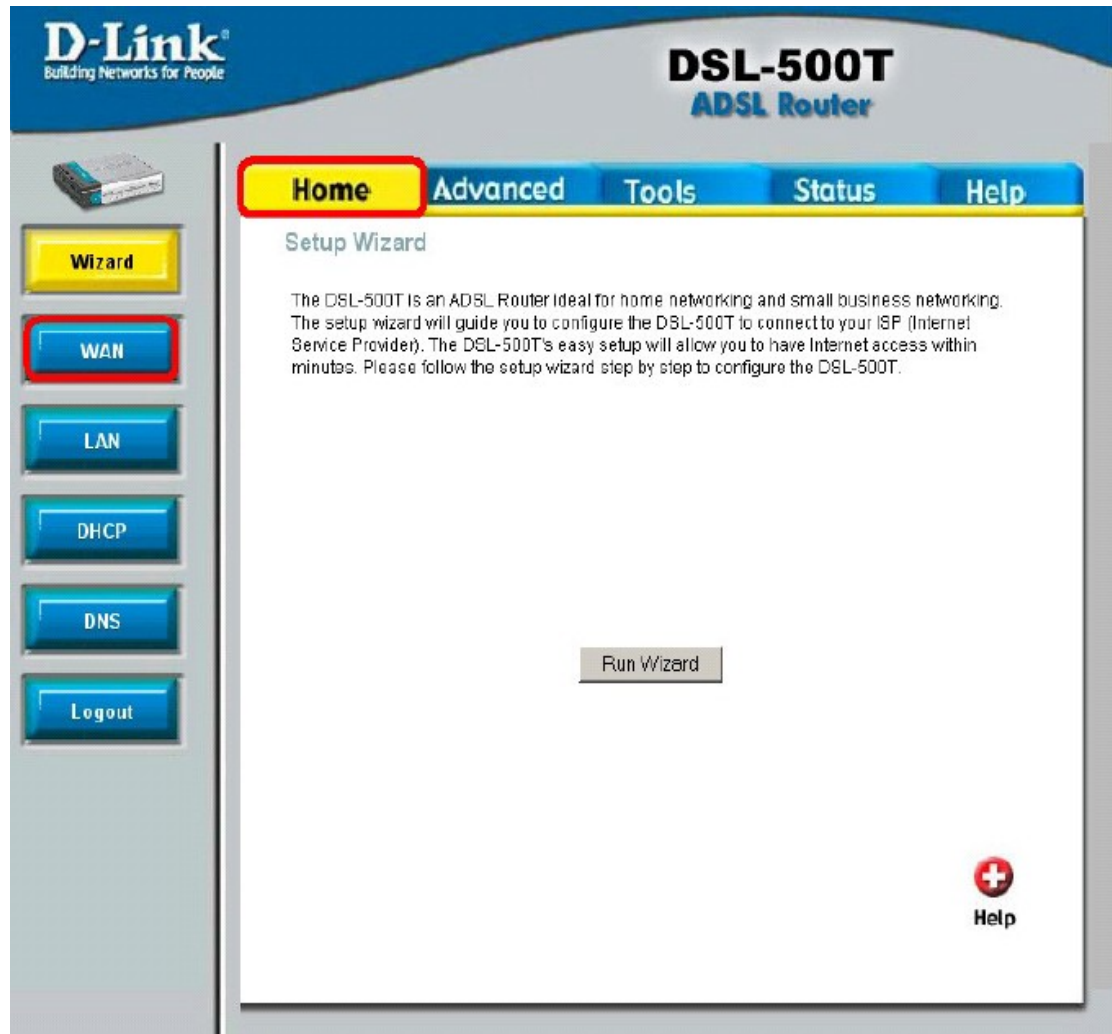 D-Link®
Building Networks for People
DSL-500T
ADSL Router
Home
Advanced
Tools
Status
Help
Wizard
WAN
LAN
DHCP
DNS
Logout
Setup Wizard
The DSL-500T is an ADSL Router ideal for home networking and small business networking.
The setup wizard will guide you to configure the DSL-500T to connect to your ISP (Internet
Service Provider). The DSL-500T's easy setup will allow you to have Internet access within
minutes. Please follow the setup wizard step by step to configure the DSL-500T.
Run Wizard
Help